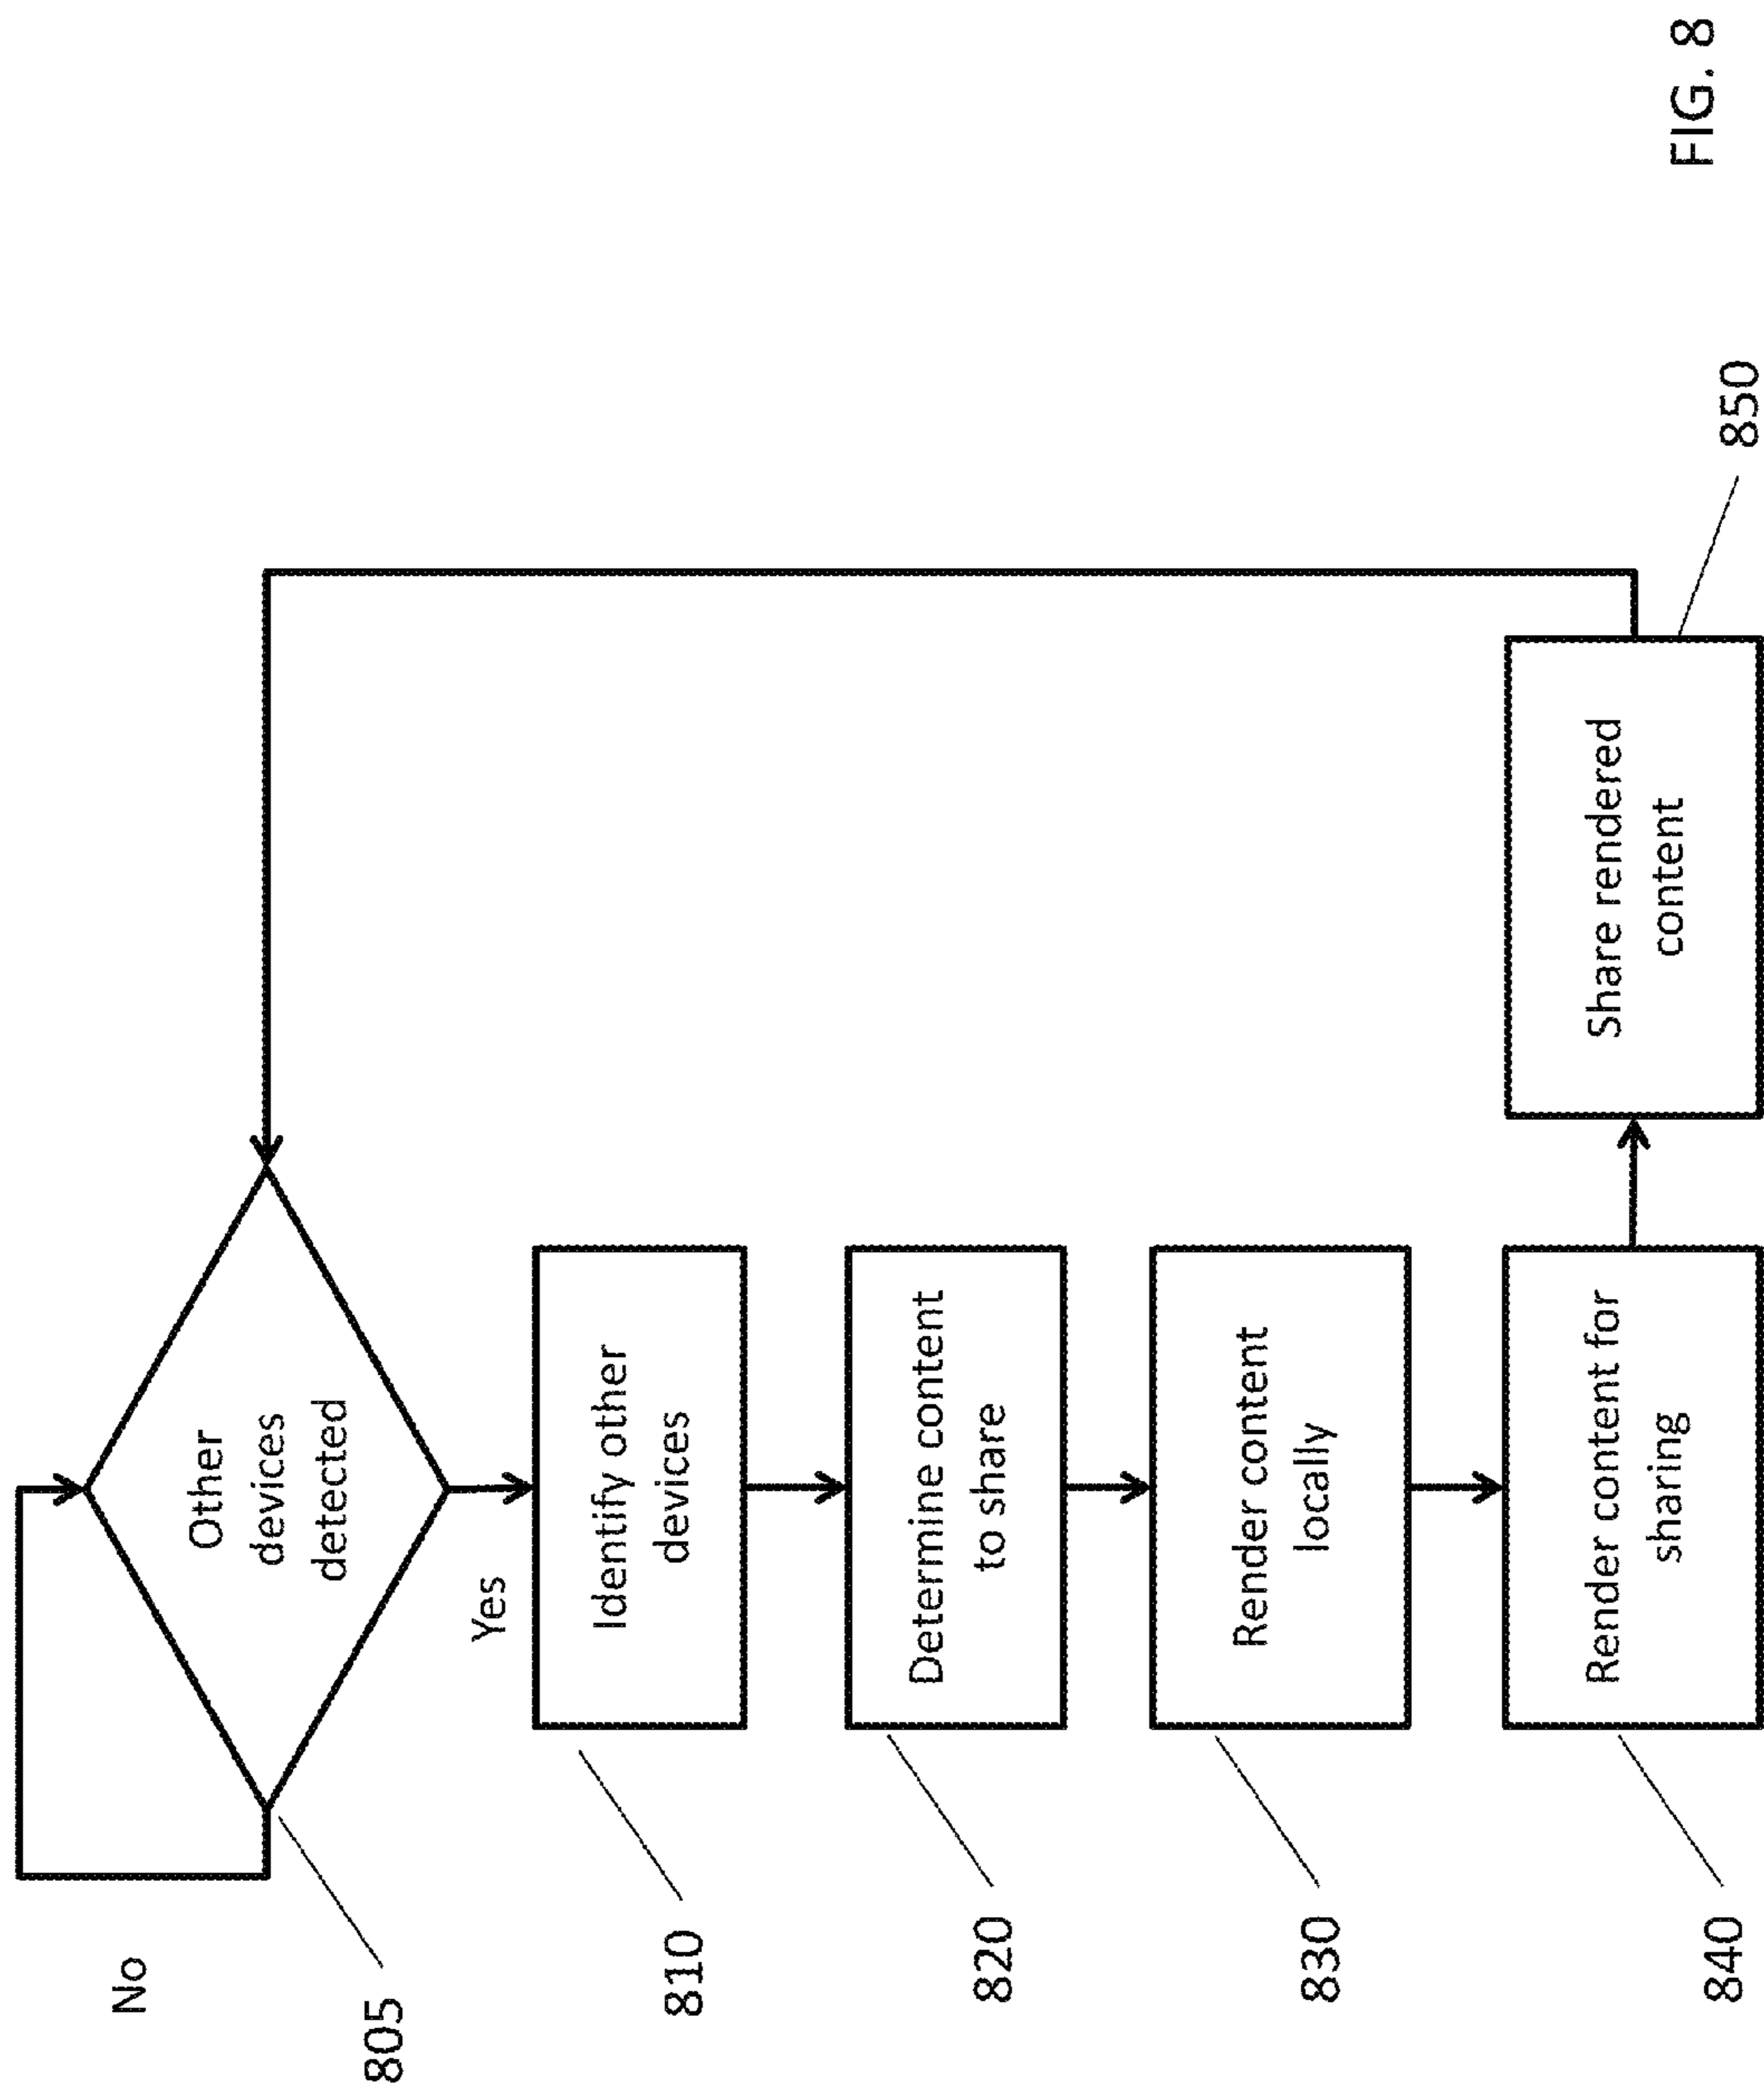 No
805
Other
devices
detected
Yes
810
Identify other
devices
820
Determine content
to share
830
Render content
locally
840
Render content for
sharing
Share rendered
content
850
FIG. 8